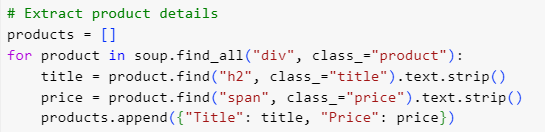 # Extract product details
products = []
for product in soup.find_all("div", class_="product"):
    title = product.find("h2", class_="title").text.strip()
    price = product.find("span", class_="price").text.strip()
    products.append({"Title": title, "Price": price})